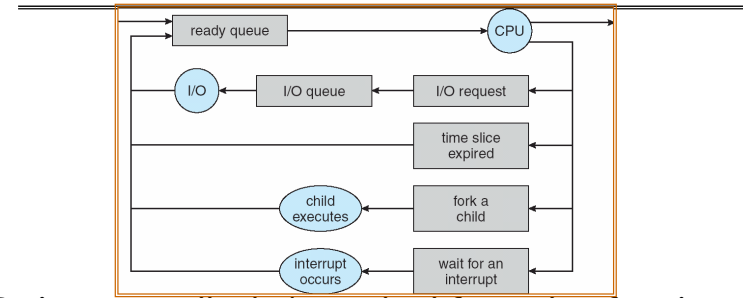 ready queue
CPU
I/O
I/O queue
I/O request
time slice
expired
child
executes
fork a
child
interrupt
occurs
wait for an
interrupt